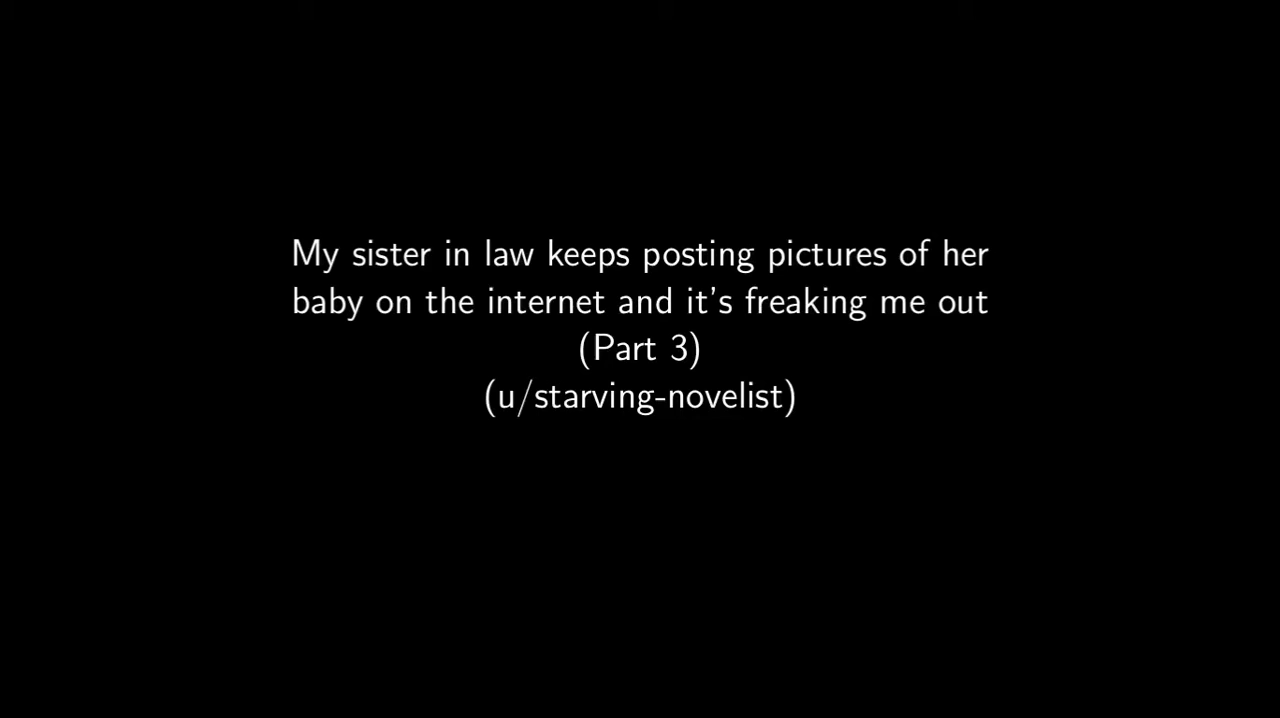 My sister in law keeps posting pictures of her
baby on the internet and it's freaking me out
(Part 3)
(u/starving-novelist)